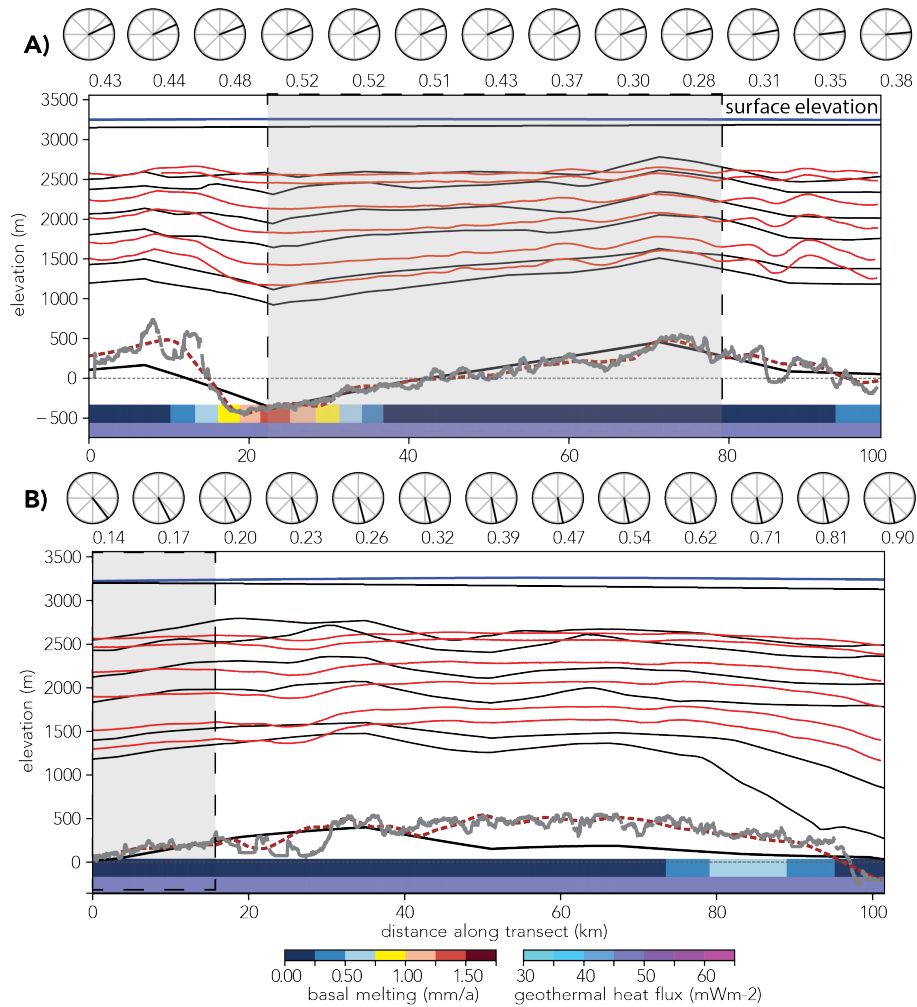 A)
0.43 0.44 0.48 0.52 0.52 0.51 0.43 0.37 0.30 0.28 0.31 0.35 0.38
surface elevation
3500
3000
2500
2000
1500
1000
500
0
−500
elevation (m)
0 20 40 60 80 100
B)
0.14 0.17 0.20 0.23 0.26 0.32 0.39 0.47 0.54 0.62 0.71 0.81 0.90
3500
3000
2500
2000
1500
1000
500
0
elevation (m)
0 20 40 60 80 100
distance along transect (km)
0.00 0.50 1.00 1.50
basal melting (mm/a)
30 40 50 60
geothermal heat flux (mWm-2)